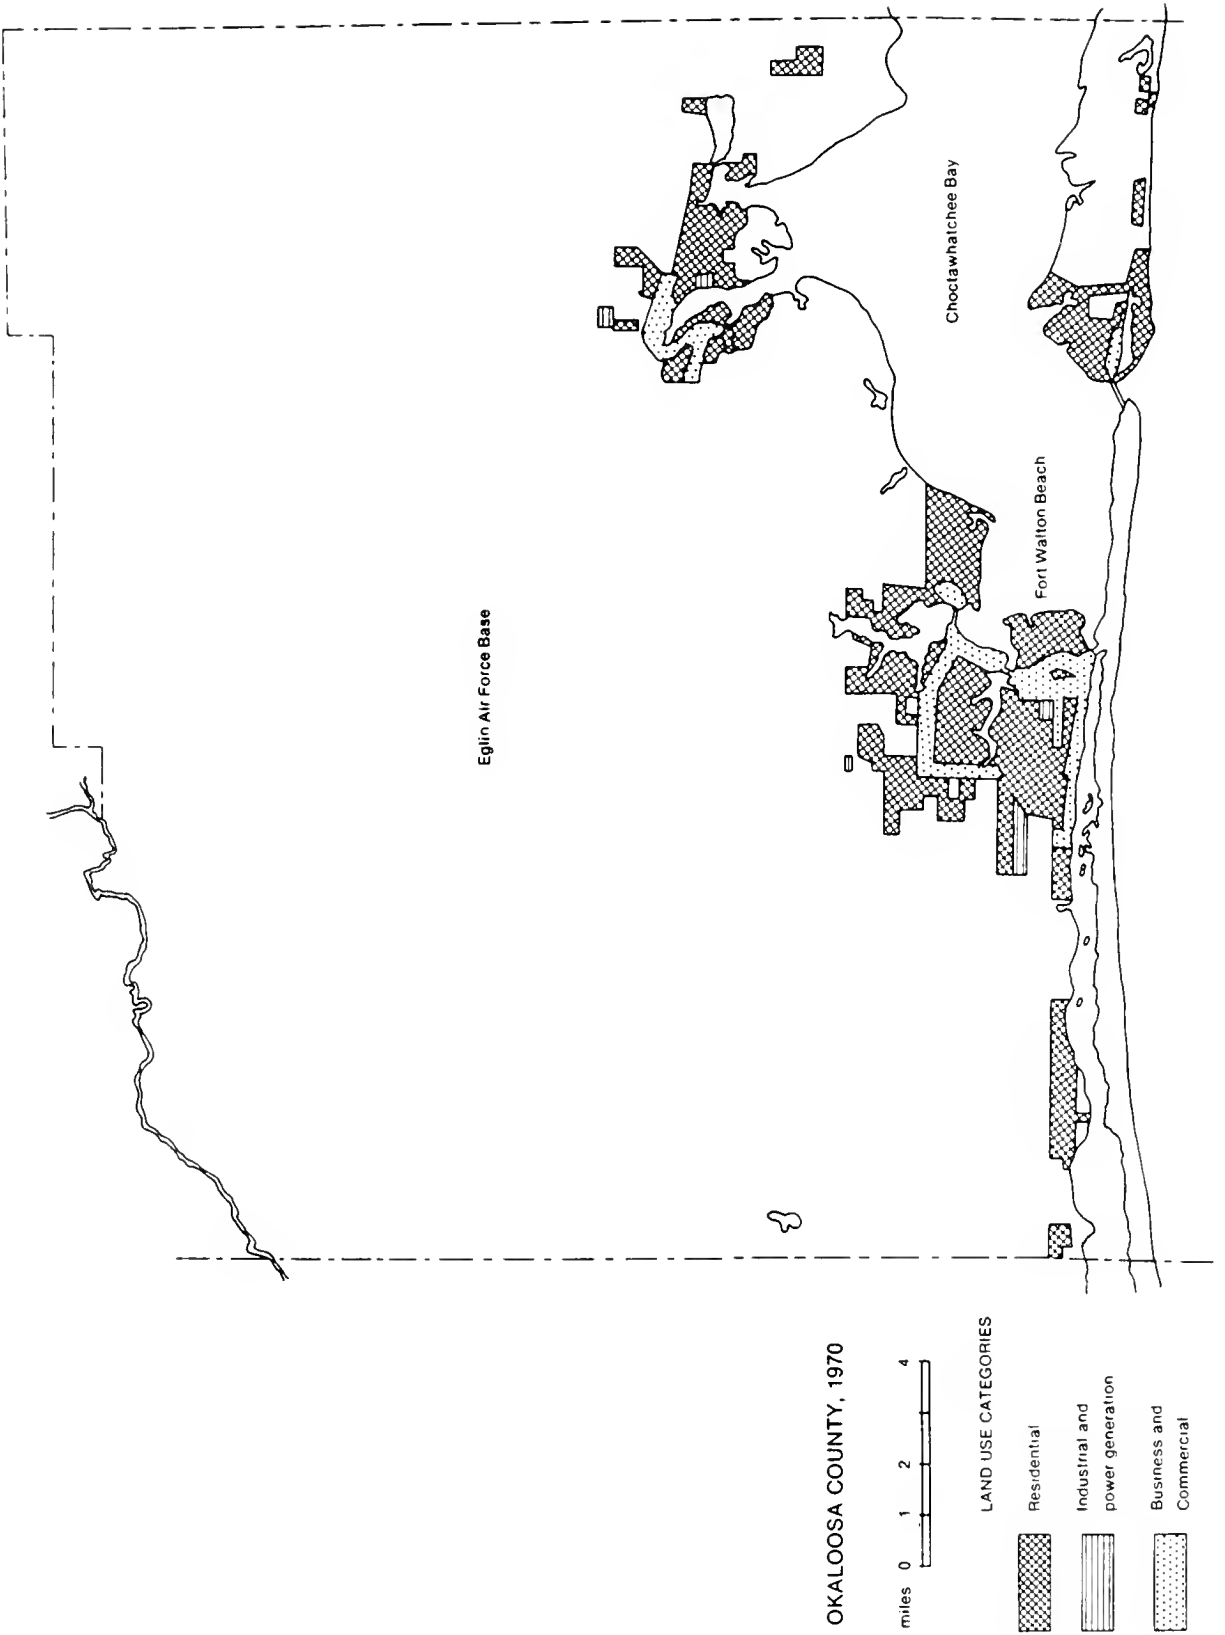 Eglin Air Force Base
Choctawhatchee Bay
Fort Walton Beach
OKALOOSA COUNTY, 1970
miles 0 1 2 4
LAND USE CATEGORIES
Residential
Industrial and
power generation
Business and
Commercial